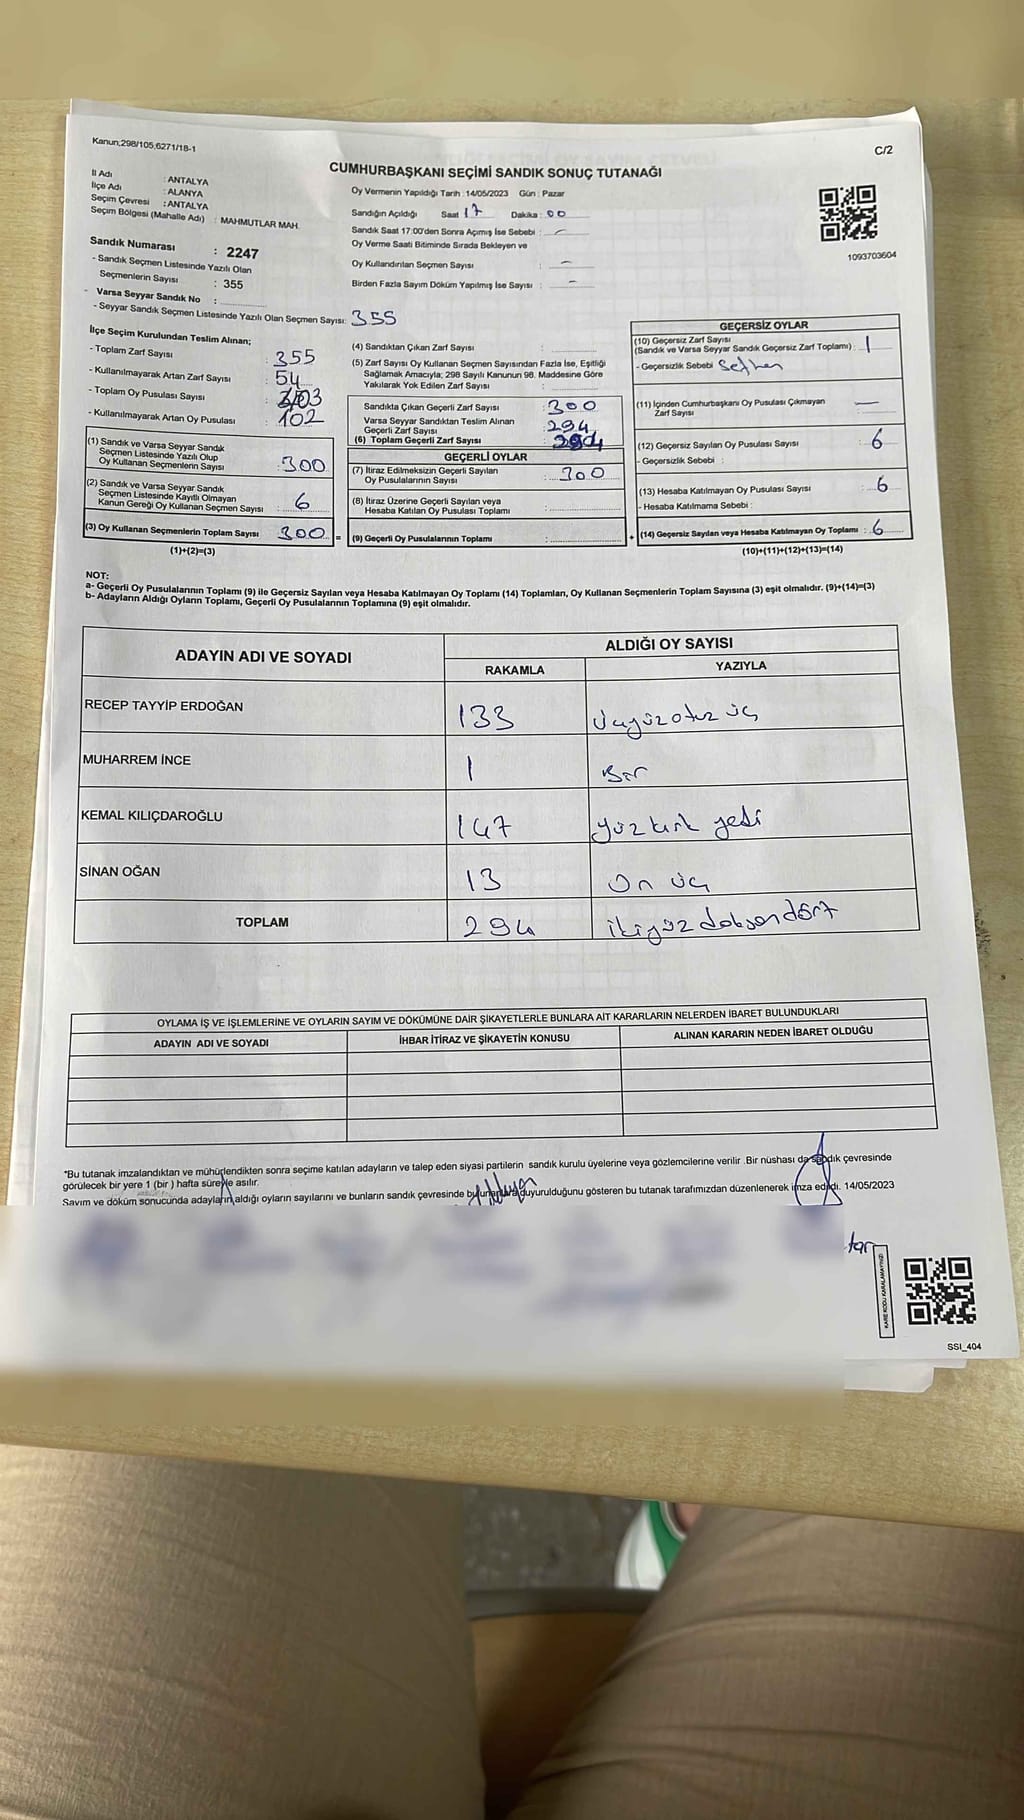 Kanun;298/105;6271/18-1
C/2
CUMHURBAŞKANI SEÇİMİ SANDIK SONUÇ TUTANAĞI
İl Adı : ANTALYA
İlçe Adı : ALANYA
Seçim Çevresi : ANTALYA
Seçim Bölgesi (Mahalle Adı) : MAHMUTLAR MAH.
Oy Vermenin Yapıldığı Tarih : 14/05/2023 Gün : Pazar
Sandığın Açıldığı Saat 17 Dakika : 00
Sandık Saat 17:00'den Sonra Açımış İse Sebebi : -
Oy Verme Saati Bitiminde Sırada Bekleyen ve
Oy Kullandırılan Seçmen Sayısı : -
Birden Fazla Sayım Döküm Yapılmış İse Sayısı : -
1093703604
Sandık Numarası : 2247
- Sandık Seçmen Listesinde Yazılı Olan
Seçmenlerin Sayısı : 355
- Varsa Seyyar Sandık No :
- Seyyar Sandık Seçmen Listesinde Yazılı Olan Seçmen Sayısı: 355
İlçe Seçim Kurulundan Teslim Alınan;
- Toplam Zarf Sayısı : 355
- Kullanılmayarak Artan Zarf Sayısı : 54
- Toplam Oy Pusulası Sayısı :
- Kullanılmayarak Artan Oy Pusulası : 102
(1) Sandık ve Varsa Seyyar Sandık
Seçmen Listesinde Yazılı Olup
Oy Kullanan Seçmenlerin Sayısı : 300
(2) Sandık ve Varsa Seyyar Sandık
Seçmen Listesinde Kayıtlı Olmayan
Kanun Gereği Oy Kullanan Seçmen Sayısı : 6
(3) Oy Kullanan Seçmenlerin Toplam Sayısı : 300
(1)+(2)=(3)
(4) Sandıktan Çıkan Zarf Sayısı :
(5) Zarf Sayısı Oy Kullanan Seçmen Sayısından Fazla İse, Eşitliği
Sağlamak Amacıyla; 298 Sayılı Kanunun 98. Maddesine Göre
Yakılarak Yok Edilen Zarf Sayısı :
Sandıkta Çıkan Geçerli Zarf Sayısı : 300
Varsa Seyyar Sandıktan Teslim Alınan
Geçerli Zarf Sayısı : 294
(6) Toplam Geçerli Zarf Sayısı : 294
GEÇERLİ OYLAR
(7) İtiraz Edilmeksizin Geçerli Sayılan
Oy Pusulalarının Sayısı : 300
(8) İtiraz Üzerine Geçerli Sayılan veya
Hesaba Katılan Oy Pusulası Toplamı :
= (9) Geçerli Oy Pusulalarının Toplamı :
GEÇERSİZ OYLAR
(10) Geçersiz Zarf Sayısı
(Sandık ve Varsa Seyyar Sandık Geçersiz Zarf Toplamı) : 1
- Geçersizlik Sebebi :
(11) İçinden Cumhurbaşkanı Oy Pusulası Çıkmayan
Zarf Sayısı : -
(12) Geçersiz Sayılan Oy Pusulası Sayısı : 6
- Geçersizlik Sebebi :
(13) Hesaba Katılmayan Oy Pusulası Sayısı : 6
- Hesaba Katılmama Sebebi :
+ (14) Geçersiz Sayılan veya Hesaba Katılmayan Oy Toplamı : 6
(10)+(11)+(12)+(13)=(14)
NOT:
a- Geçerli Oy Pusulalarının Toplamı (9) ile Geçersiz Sayılan veya Hesaba Katılmayan Oy Toplamı (14) Toplamları, Oy Kullanan Seçmenlerin Toplam Sayısına (3) eşit olmalıdır. (9)+(14)=(3)
b- Adayların Aldığı Oyların Toplamı, Geçerli Oy Pusulalarının Toplamına (9) eşit olmalıdır.
ADAYIN ADI VE SOYADI ALDIĞI OY SAYISI
RAKAMLA YAZIYLA
RECEP TAYYİP ERDOĞAN 133 üçyüzotuz üç
MUHARREM İNCE 1 Bir
KEMAL KILIÇDAROĞLU 147 yüzkırk yedi
SİNAN OĞAN 13 On üç
TOPLAM 294 ikiyüz doksandört
OYLAMA İŞ VE İŞLEMLERİNE VE OYLARIN SAYIM VE DÖKÜMÜNE DAİR ŞİKAYETLERLE BUNLARA AİT KARARLARIN NELERDEN İBARET BULUNDUKLARI
ADAYIN ADI VE SOYADI İHBAR İTİRAZ VE ŞİKAYETİN KONUSU ALINAN KARARIN NEDEN İBARET OLDUĞU
*Bu tutanak imzalandıktan ve mühürlendikten sonra seçime katılan adayların ve talep eden siyasi partilerin sandık kurulu üyelerine veya gözlemcilerine verilir .Bir nüshası da sandık çevresinde
görülecek bir yere 1 (bir ) hafta süreyle asılır.
Sayım ve döküm sonucunda adayların aldığı oyların sayılarını ve bunların sandık çevresinde bulunanlara duyurulduğunu gösteren bu tutanak tarafımızdan düzenlenerek imza edildi. 14/05/2023
KARE KODU KARALAMAYINIZ!
SSI_404